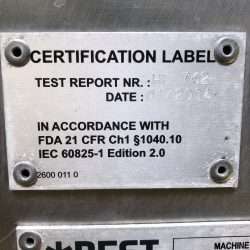 CERTIFICATION LABEL
TEST REPORT NR. :
DATE :
IN ACCORDANCE WITH
FDA 21 CFR Ch1 §1040.10
IEC 60825-1 Edition 2.0
2600 011 0
BEST
MACHINE